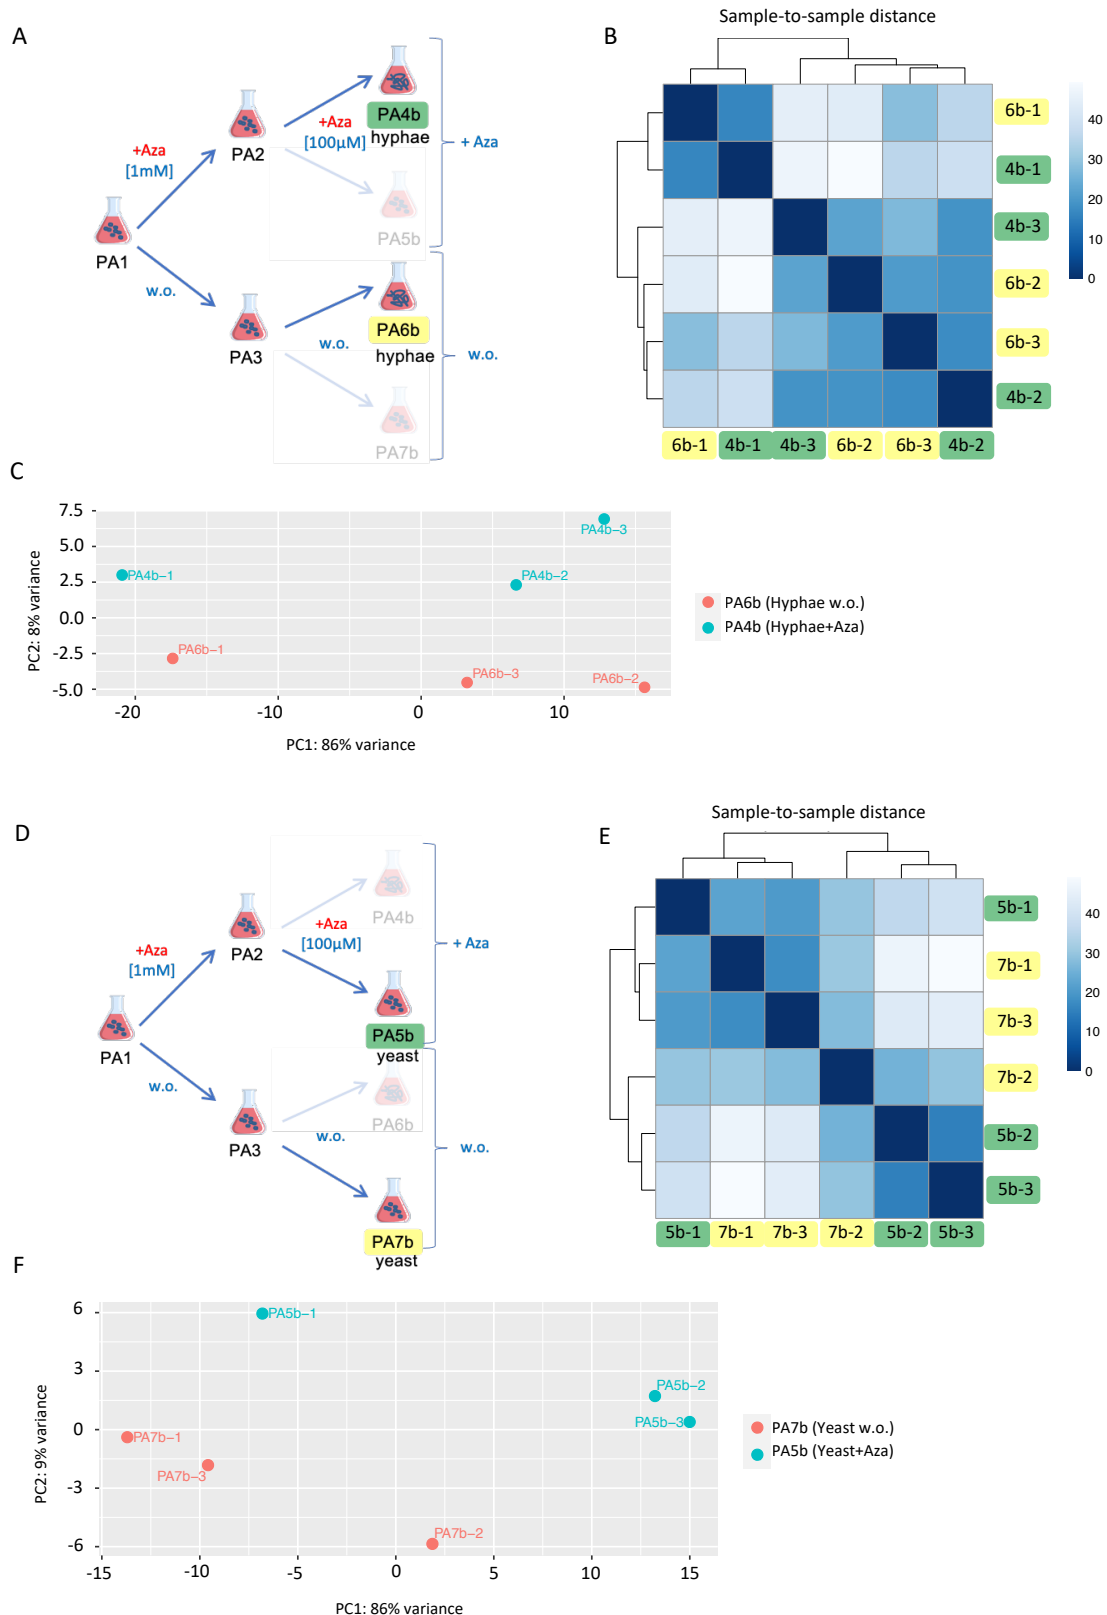 A
+Aza
[1mM]
PA1
w.o.
PA2
PA3
+Aza
[100µM]
PA4b
hyphae
PA5b
+ Aza
w.o.
PA6b
hyphae
PA7b
w.o.
B
Sample-to-sample distance
6b-1
4b-1
4b-3
6b-2
6b-3
4b-2
40
30
20
10
0
6b-1 4b-1 4b-3 6b-2 6b-3 4b-2
C
PC2: 8% variance
7.5
5.0
2.5
0.0
-2.5
-5.0
PA4b-3
PA4b-1
PA4b-2
PA6b-1
PA6b-3
PA6b-2
-20 -10 0 10
PC1: 86% variance
PA6b (Hyphae w.o.)
PA4b (Hyphae+Aza)
D
+Aza
[1mM]
PA1
w.o.
PA2
PA3
+Aza
[100µM]
PA4b
PA5b
yeast
+ Aza
w.o.
PA6b
PA7b
yeast
w.o.
E
Sample-to-sample distance
5b-1
7b-1
7b-3
7b-2
5b-2
5b-3
40
30
20
10
0
5b-1 7b-1 7b-3 7b-2 5b-2 5b-3
F
PC2: 9% variance
6
3
0
-3
-6
PA5b-1
PA5b-2
PA5b-3
PA7b-1
PA7b-3
PA7b-2
-15 -10 -5 0 5 10 15
PC1: 86% variance
PA7b (Yeast w.o.)
PA5b (Yeast+Aza)